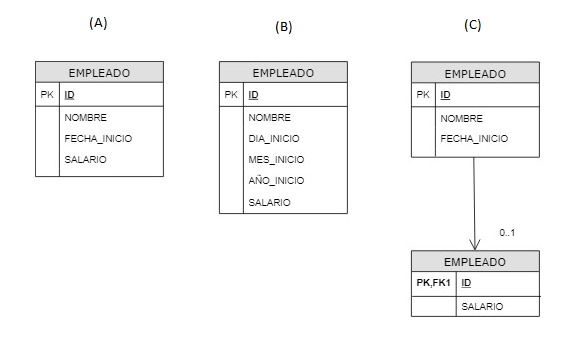 (A)
EMPLEADO
PK ID
NOMBRE
FECHA_INICIO
SALARIO
(B)
EMPLEADO
PK ID
NOMBRE
DIA_INICIO
MES_INICIO
AÑO_INICIO
SALARIO
(C)
EMPLEADO
PK ID
NOMBRE
FECHA_INICIO
0..1
EMPLEADO
PK,FK1 ID
SALARIO